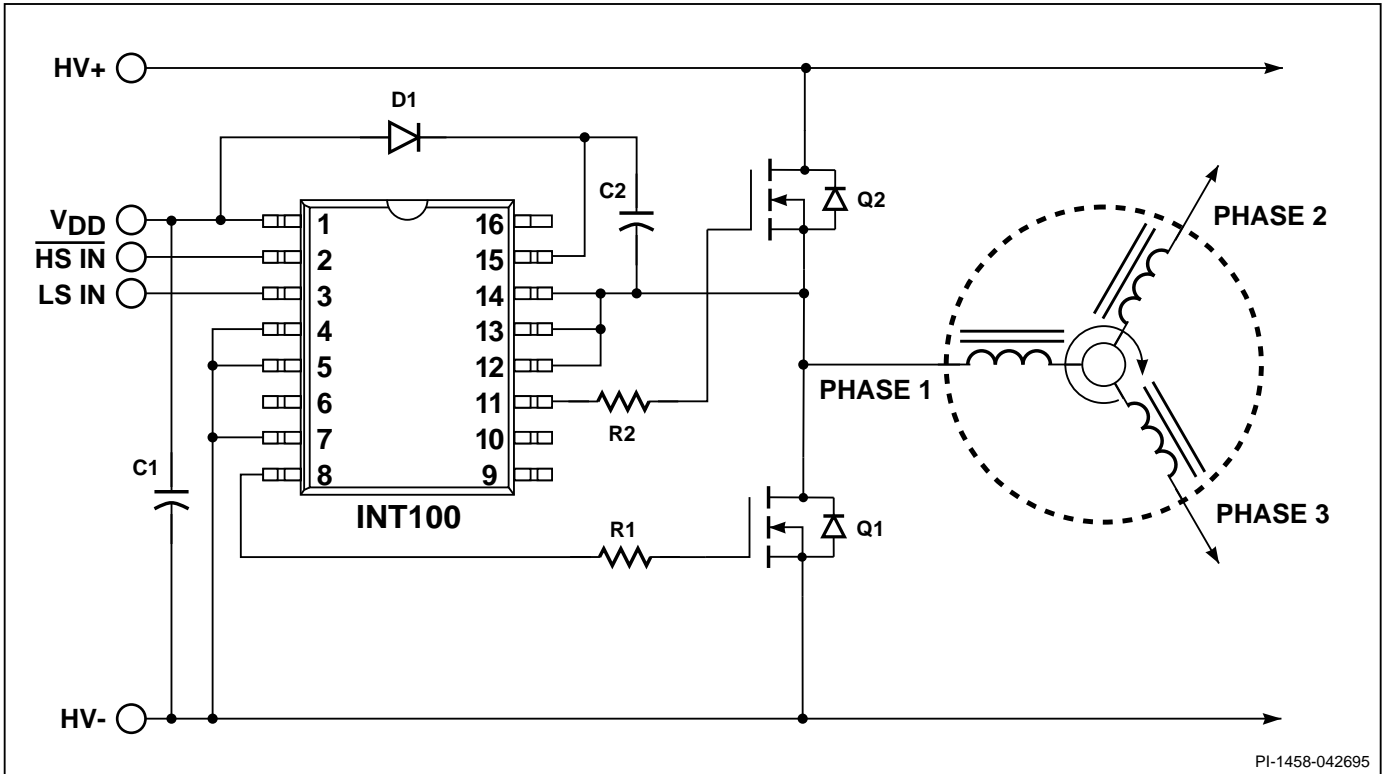 HV+
D1
C2
Q2
V_DD
HS IN
LS IN
1 16
2 15
3 14
4 13
5 12
6 11
7 10
8 9
INT100
C1
R2
R1
Q1
PHASE 1
PHASE 2
PHASE 3
HV-
PI-1458-042695